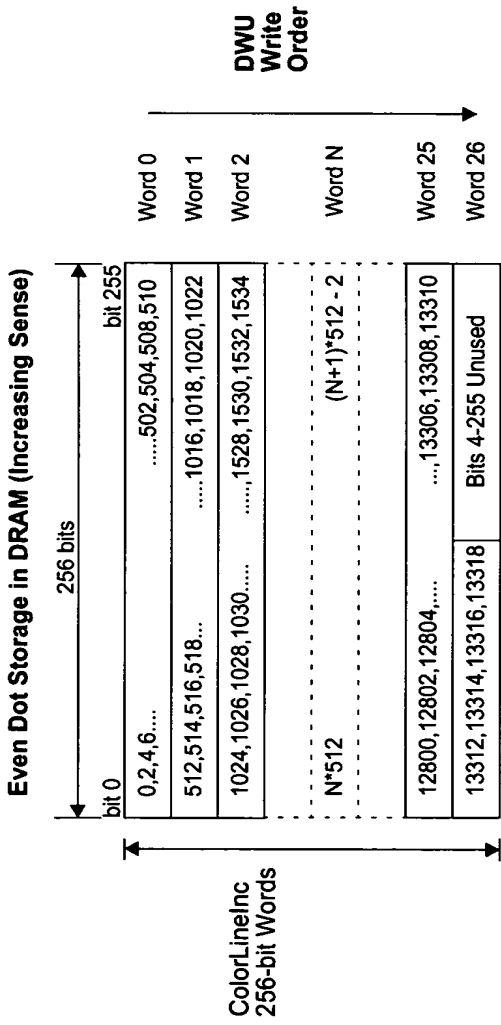 Even Dot Storage in DRAM (Increasing Sense)
256 bits
bit 0
bit 255
0,2,4,6.....
......502,504,508,510
Word 0
512,514,516,518...
......1016,1018,1020,1022
Word 1
1024,1026,1028,1030......
......,1528,1530,1532,1534
Word 2
N*512
(N+1)*512 - 2
Word N
12800,12802,12804,.....
...,13306,13308,13310
Word 25
13312,13314,13316,13318
Bits 4-255 Unused
Word 26
ColorLineInc
256-bit Words
DWU
Write
Order